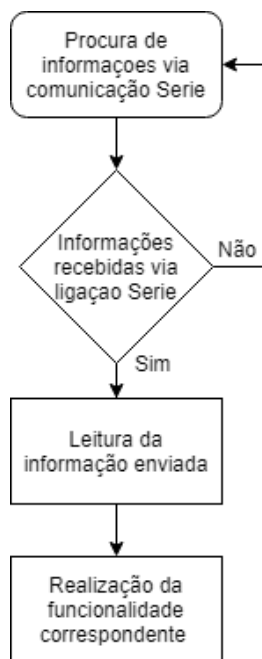 Procura de
informaçoes via
comunicação Serie
Informações
recebidas via
ligaçao Serie
Não
Sim
Leitura da
informação enviada
Realização da
funcionalidade
correspondente